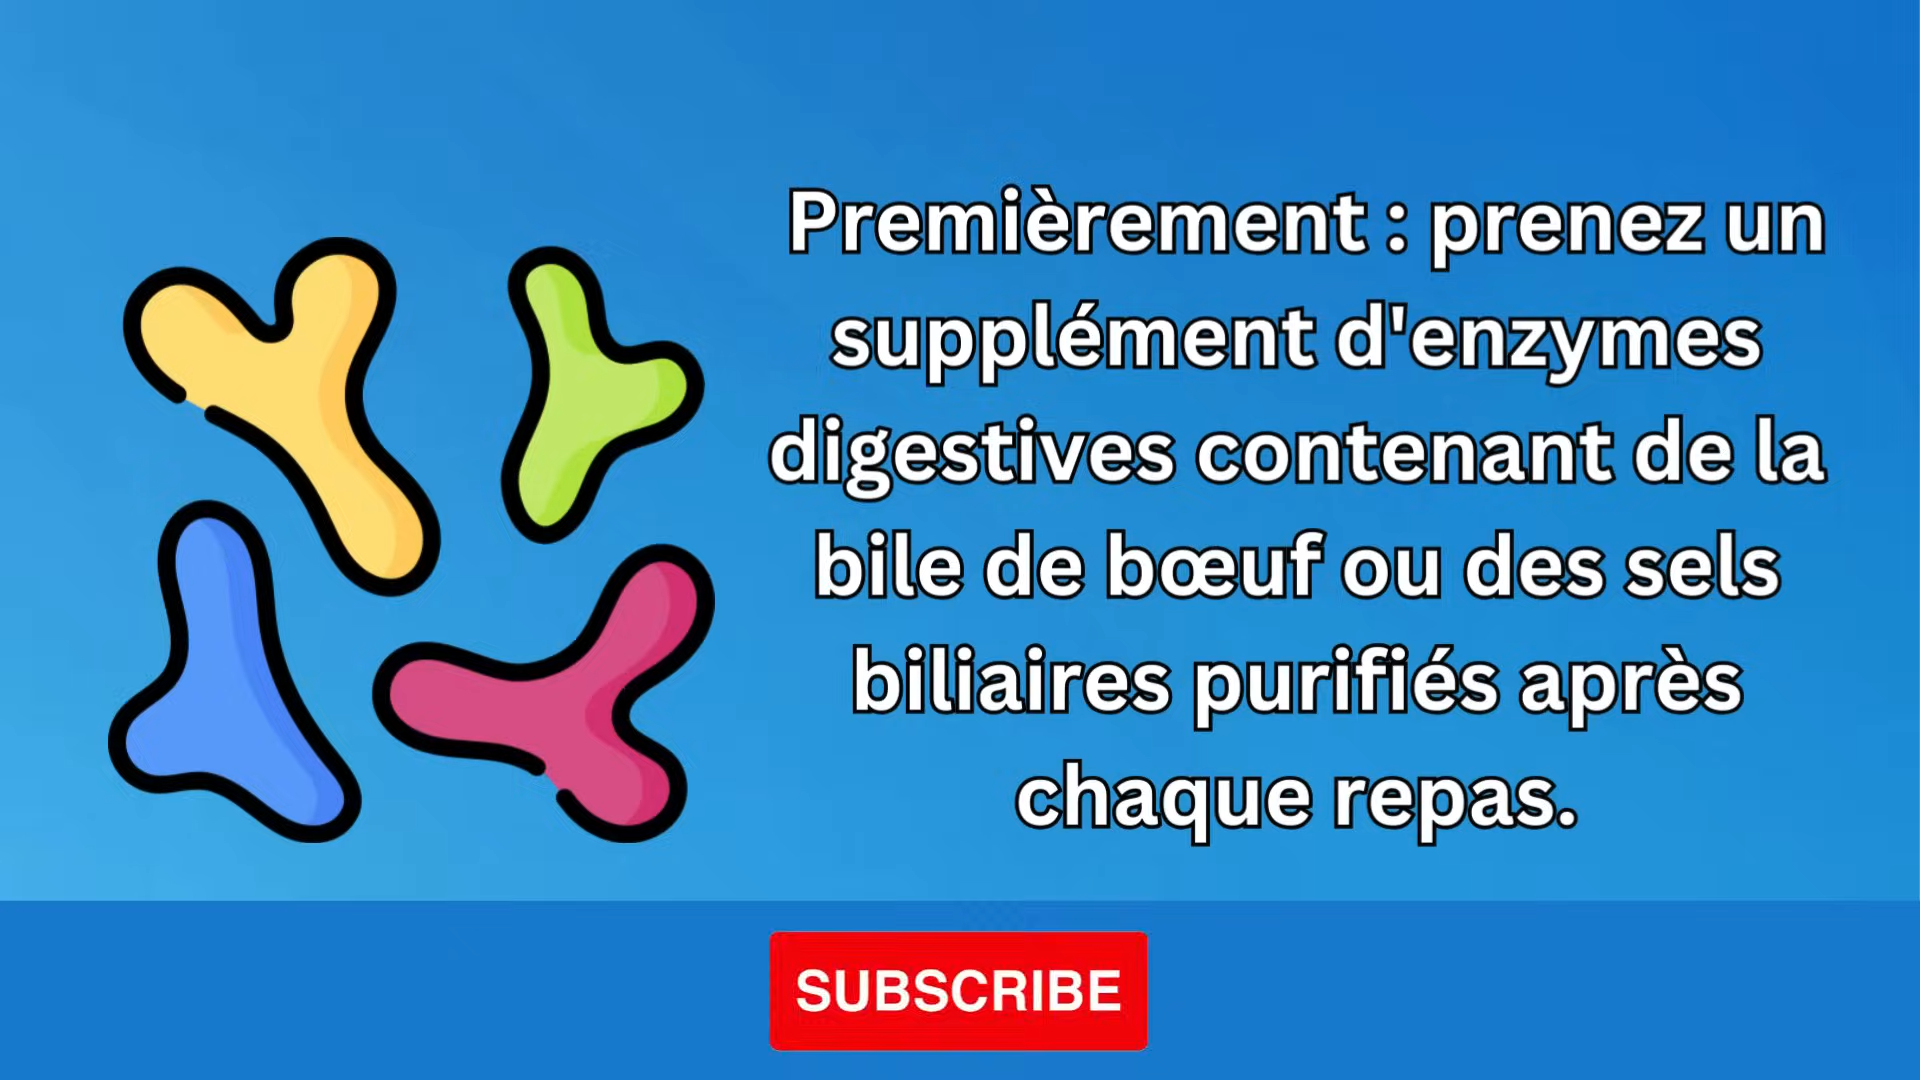 Premièrement : prenez un
supplément d'enzymes
digestives contenant de la
bile de bœuf ou des sels
biliaires purifiés après
chaque repas.
SUBSCRIBE